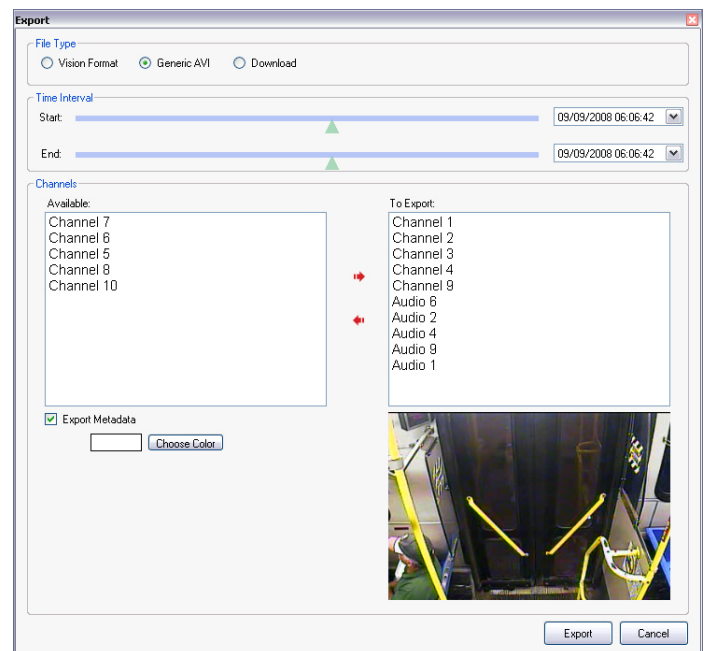 Export
File Type
Vision Format
Generic AVI
Download
Time Interval
Start:
09/09/2008 06:06:42
End:
09/09/2008 06:06:42
Channels
Available:
Channel 7
Channel 6
Channel 5
Channel 8
Channel 10
To Export:
Channel 1
Channel 2
Channel 3
Channel 4
Channel 9
Audio 6
Audio 2
Audio 4
Audio 9
Audio 1
Export Metadata
Choose Color
Export
Cancel